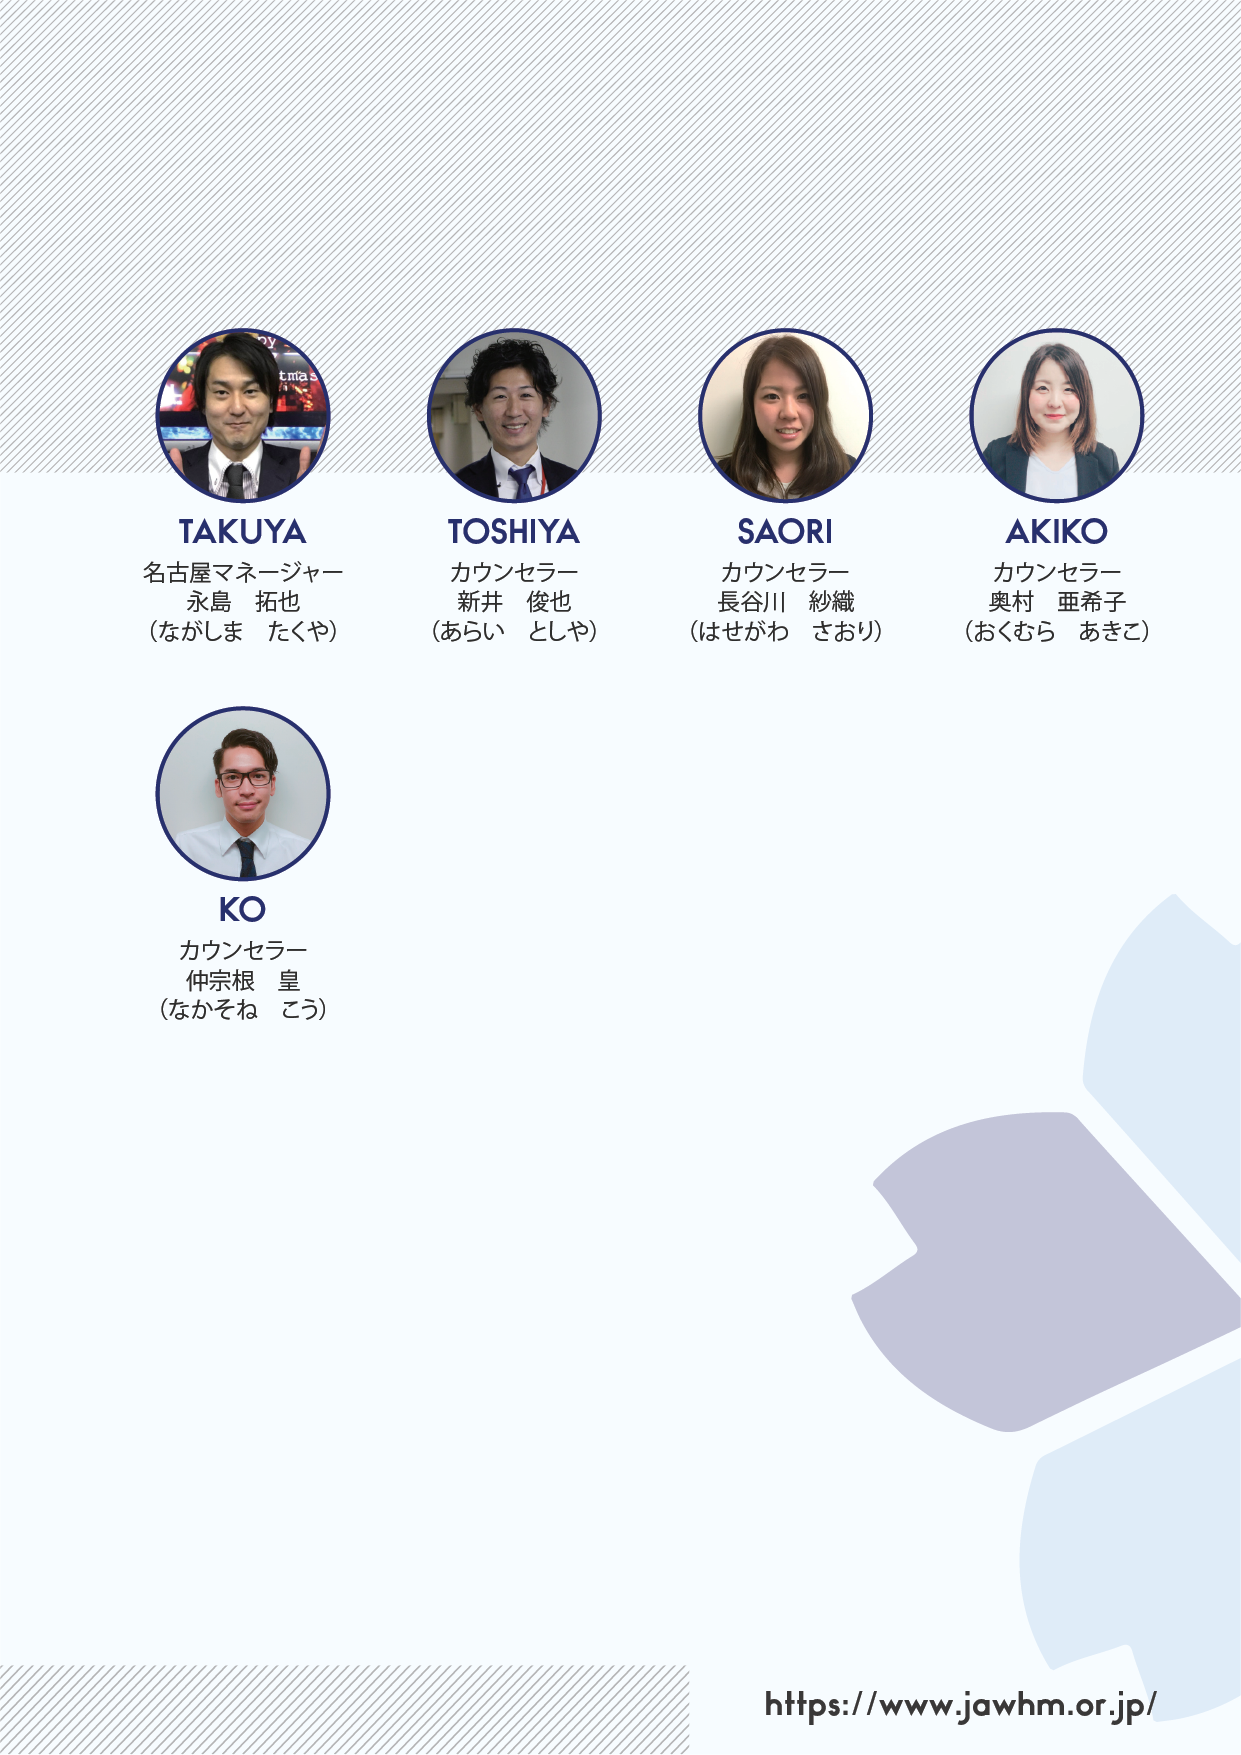 TAKUYA
名古屋マネージャー
永島　拓也
（ながしま　たくや）
TOSHIYA
カウンセラー
新井　俊也
（あらい　としや）
SAORI
カウンセラー
長谷川　紗織
（はせがわ　さおり）
AKIKO
カウンセラー
奥村　亜希子
（おくむら　あきこ）
KO
カウンセラー
仲宗根　皇
（なかそね　こう）
https://www.jawhm.or.jp/